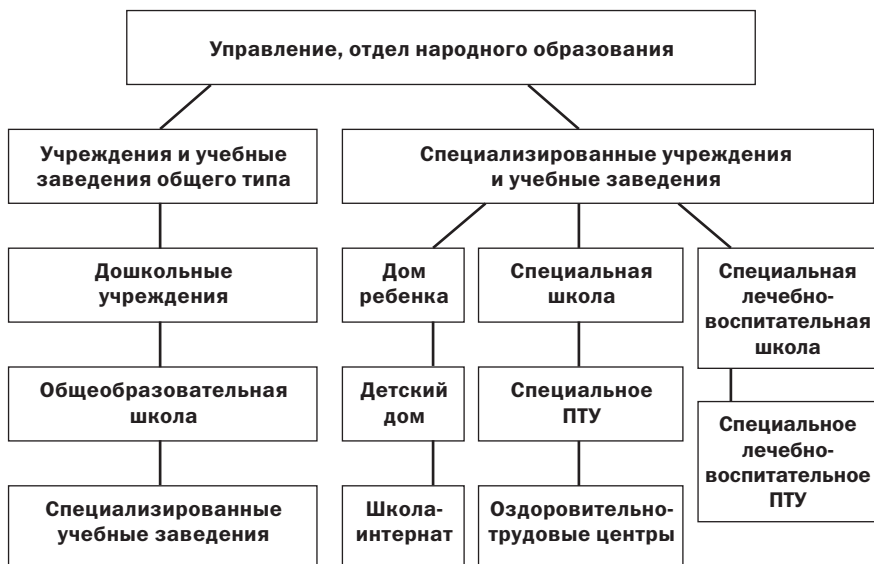 Управление, отдел народного образования
Учреждения и учебные
заведения общего типа
Специализированные учреждения
и учебные заведения
Дошкольные
учреждения
Дом
ребенка
Специальная
школа
Специальная
лечебно-
воспитательная
школа
Общеобразовательная
школа
Детский
дом
Специальное
ПТУ
Специальное
лечебно-
воспитательное
ПТУ
Специализированные
учебные заведения
Школа-
интернат
Оздоровительно-
трудовые центры